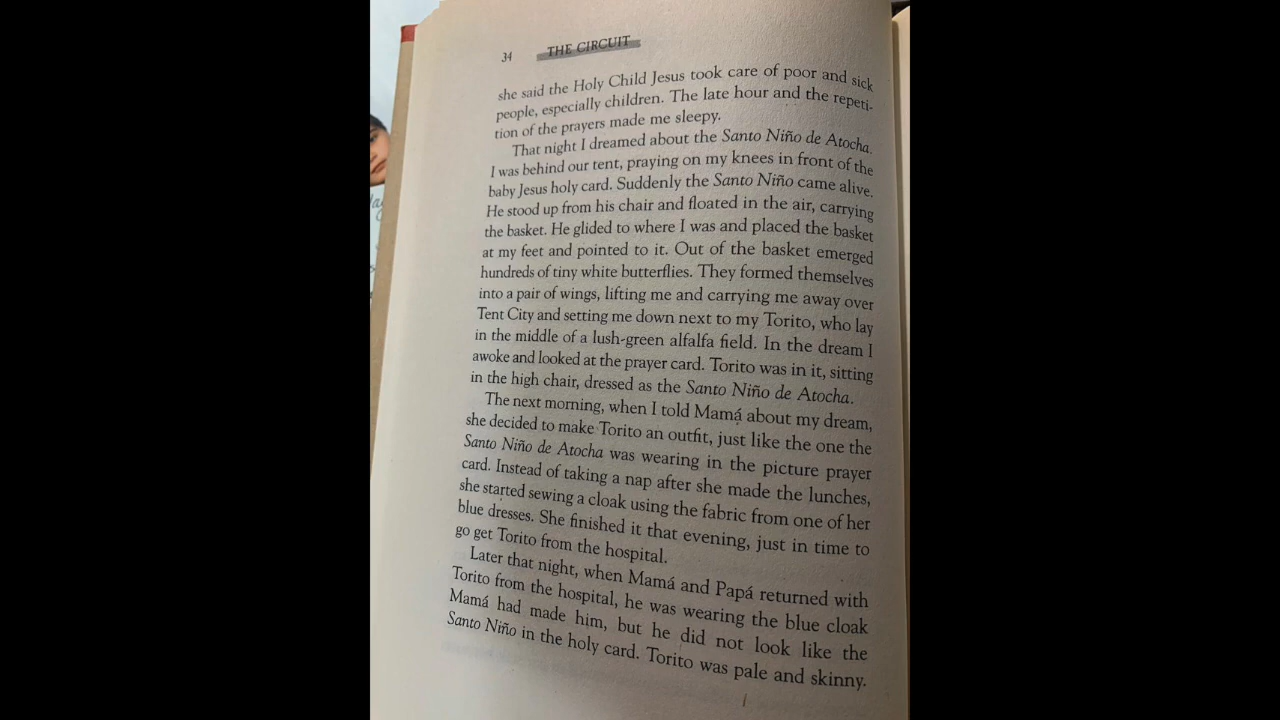 34 THE CIRCUIT
she said the Holy Child Jesus took care of poor and sick
people, especially children. The late hour and the repeti-
tion of the prayers made me sleepy.
That night I dreamed about the Santo Niño de Atocha.
I was behind our tent, praying on my knees in front of the
baby Jesus holy card. Suddenly the Santo Niño came alive.
He stood up from his chair and floated in the air, carrying
the basket. He glided to where I was and placed the basket
at my feet and pointed to it. Out of the basket emerged
hundreds of tiny white butterflies. They formed themselves
into a pair of wings, lifting me and carrying me away over
Tent City and setting me down next to my Torito, who lay
in the middle of a lush-green alfalfa field. In the dream I
awoke and looked at the prayer card. Torito was in it, sitting
in the high chair, dressed as the Santo Niño de Atocha.
The next morning, when I told Mamá about my dream,
she decided to make Torito an outfit, just like the one the
Santo Niño de Atocha was wearing in the picture prayer
card. Instead of taking a nap after she made the lunches,
she started sewing a cloak using the fabric from one of her
blue dresses. She finished it that evening, just in time to
go get Torito from the hospital.
Later that night, when Mamá and Papá returned with
Torito from the hospital, he was wearing the blue cloak
Mamá had made him, but he did not look like the
Santo Niño in the holy card. Torito was pale and skinny.